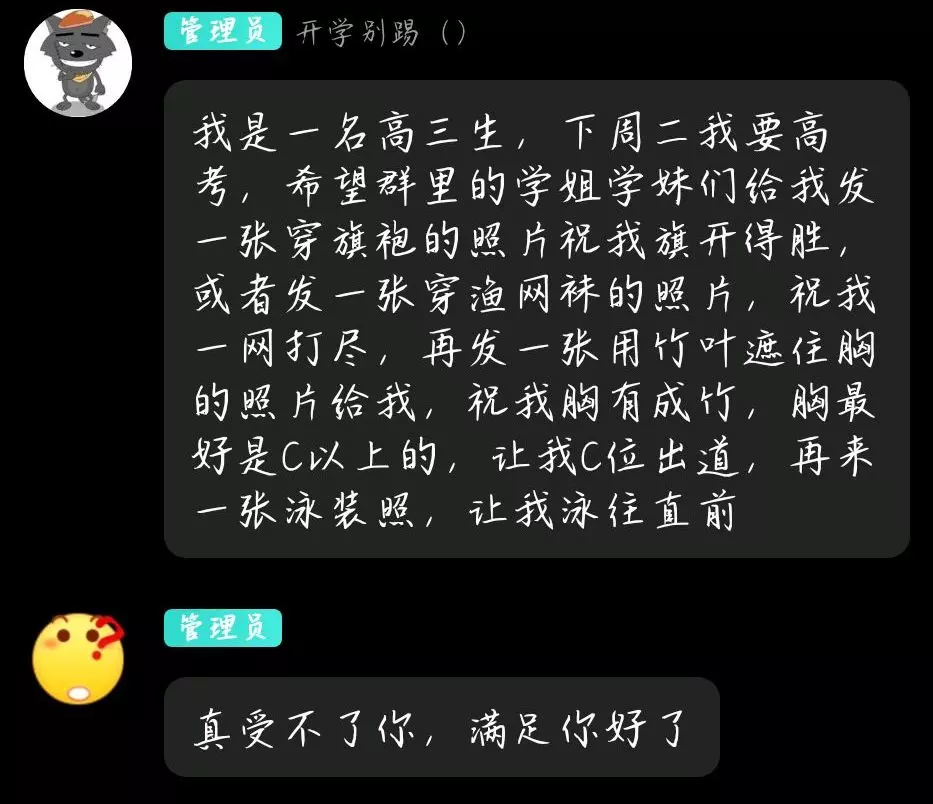 管理员 开学别踢（）
我是一名高三生，下周二我要高
考，希望群里的学姐学妹们给我发
一张穿旗袍的照片祝我旗开得胜，
或者发一张穿渔网袜的照片，祝我
一网打尽，再发一张用竹叶遮住胸
的照片给我，祝我胸有成竹，胸最
好是C以上的，让我C位出道，再来
一张泳装照，让我泳往直前
管理员
真受不了你，满足你好了